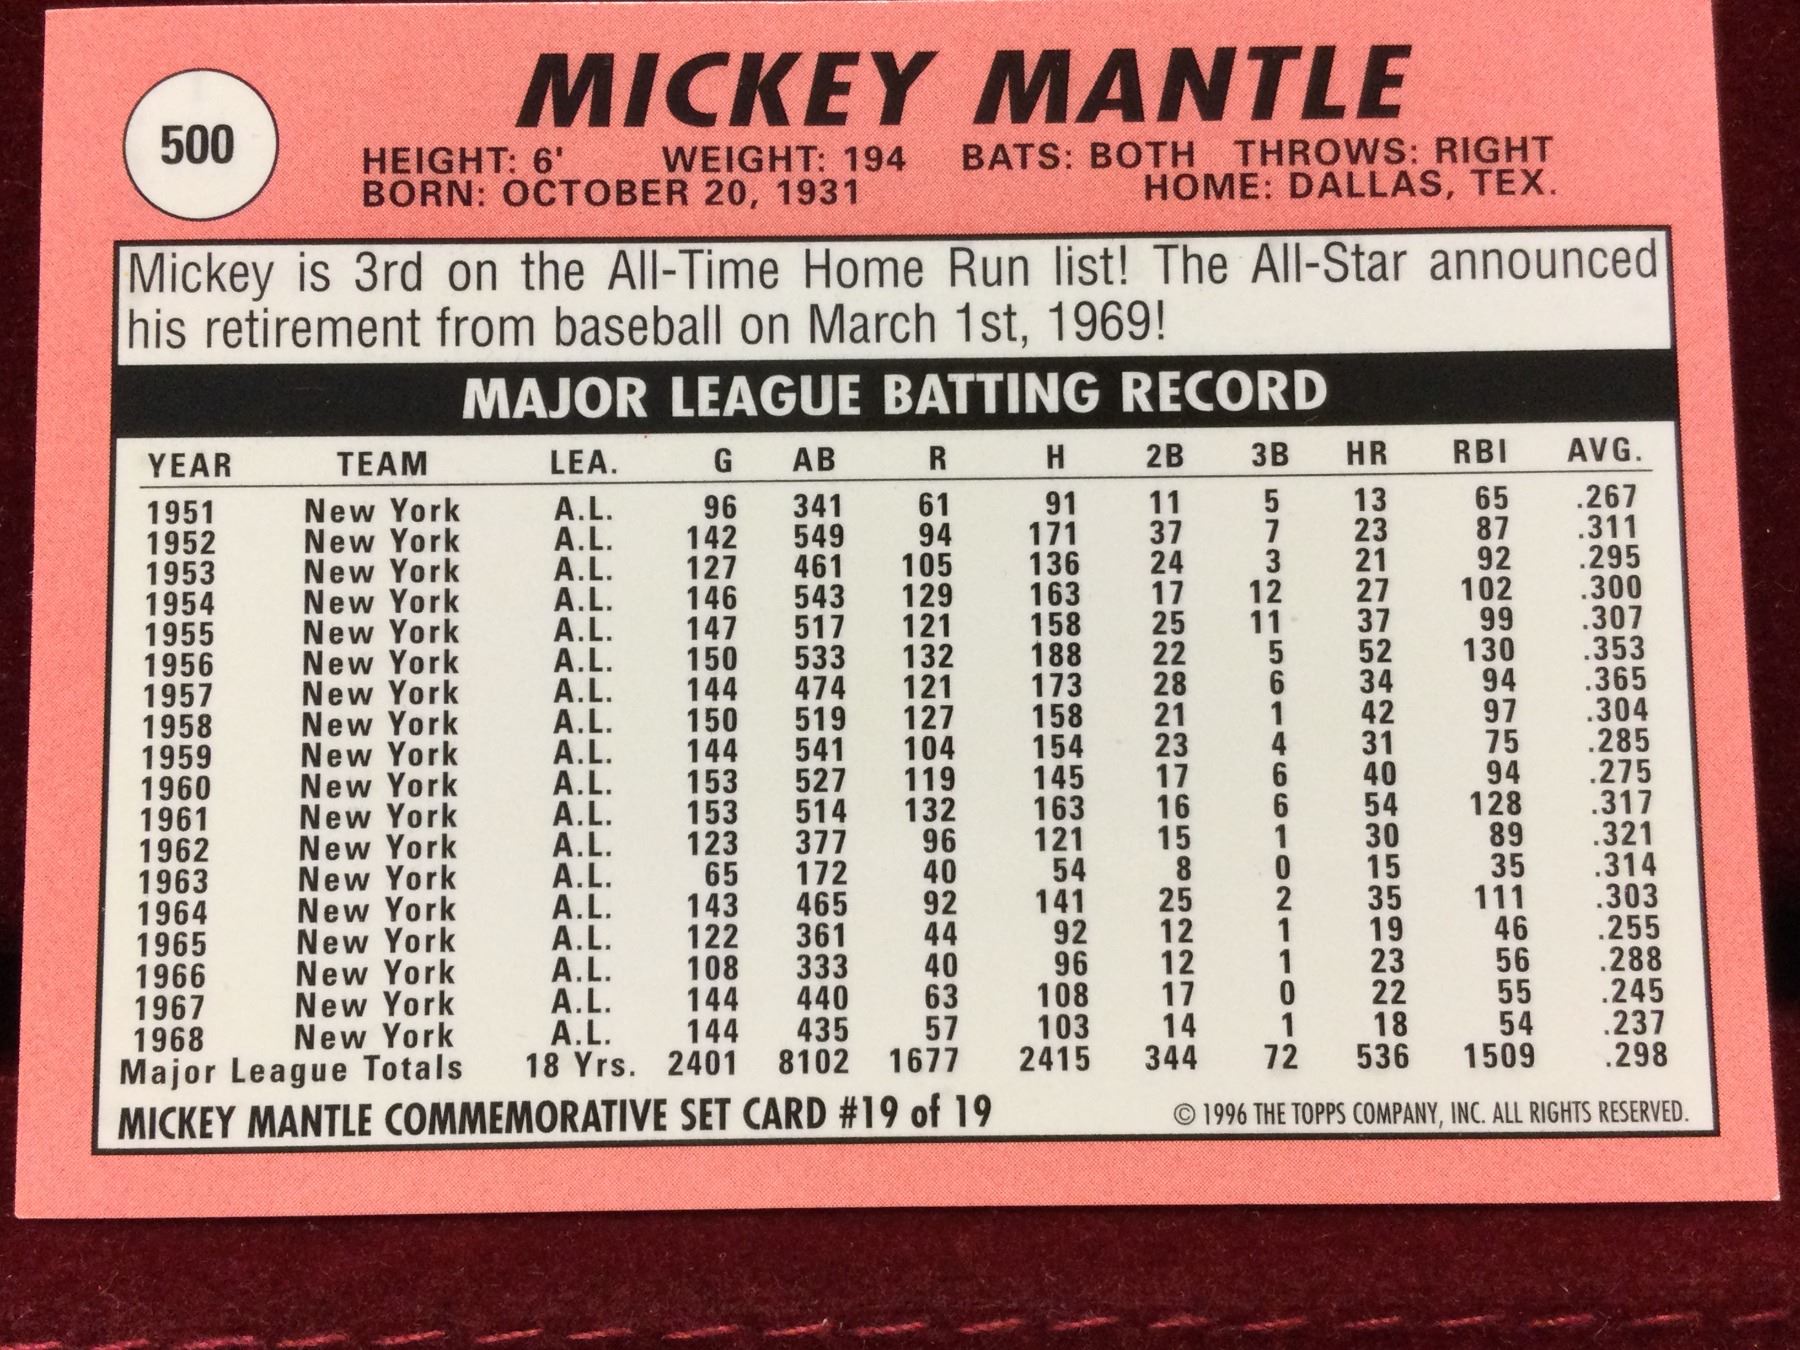 500
MICKEY MANTLE
HEIGHT: 6' WEIGHT: 194 BATS: BOTH THROWS: RIGHT
BORN: OCTOBER 20, 1931 HOME: DALLAS, TEX.
Mickey is 3rd on the All-Time Home Run list! The All-Star announced
his retirement from baseball on March 1st, 1969!
MAJOR LEAGUE BATTING RECORD
YEAR TEAM LEA. G AB R H 2B 3B HR RBI AVG.
1951 New York A.L. 96 341 61 91 11 5 13 65 .267
1952 New York A.L. 142 549 94 171 37 7 23 87 .311
1953 New York A.L. 127 461 105 136 24 3 21 92 .295
1954 New York A.L. 146 543 129 163 17 12 27 102 .300
1955 New York A.L. 147 517 121 158 25 11 37 99 .307
1956 New York A.L. 150 533 132 188 22 5 52 130 .353
1957 New York A.L. 144 474 121 173 28 6 34 94 .365
1958 New York A.L. 150 519 127 158 21 1 42 97 .304
1959 New York A.L. 144 541 104 154 23 4 31 75 .285
1960 New York A.L. 153 527 119 145 17 6 40 94 .275
1961 New York A.L. 153 514 132 163 16 6 54 128 .317
1962 New York A.L. 123 377 96 121 15 1 30 89 .321
1963 New York A.L. 65 172 40 54 8 0 15 35 .314
1964 New York A.L. 143 465 92 141 25 2 35 111 .303
1965 New York A.L. 122 361 44 92 12 1 19 46 .255
1966 New York A.L. 108 333 40 96 12 1 23 56 .288
1967 New York A.L. 144 440 63 108 17 0 22 55 .245
1968 New York A.L. 144 435 57 103 14 1 18 54 .237
Major League Totals 18 Yrs. 2401 8102 1677 2415 344 72 536 1509 .298
MICKEY MANTLE COMMEMORATIVE SET CARD #19 of 19 © 1996 THE TOPPS COMPANY, INC. ALL RIGHTS RESERVED.